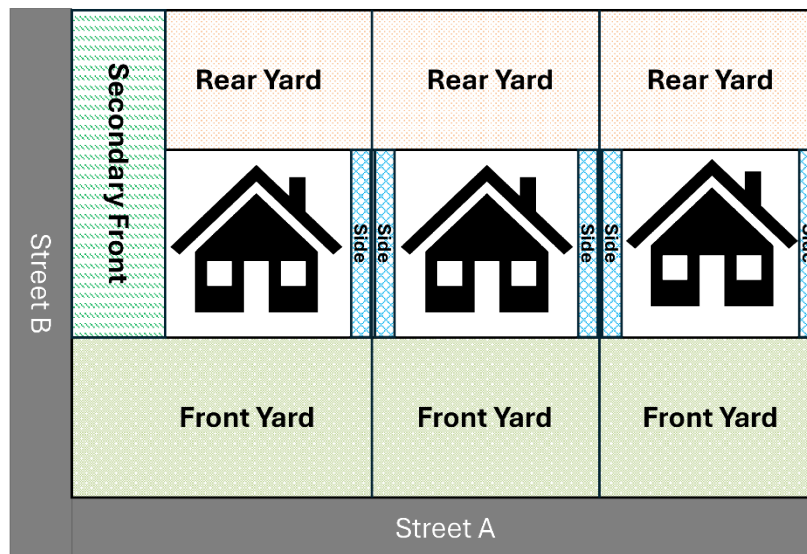 Secondary Front
Rear Yard
Rear Yard
Rear Yard
Street B
Side
Side
Side
Side
Front Yard
Front Yard
Front Yard
Street A